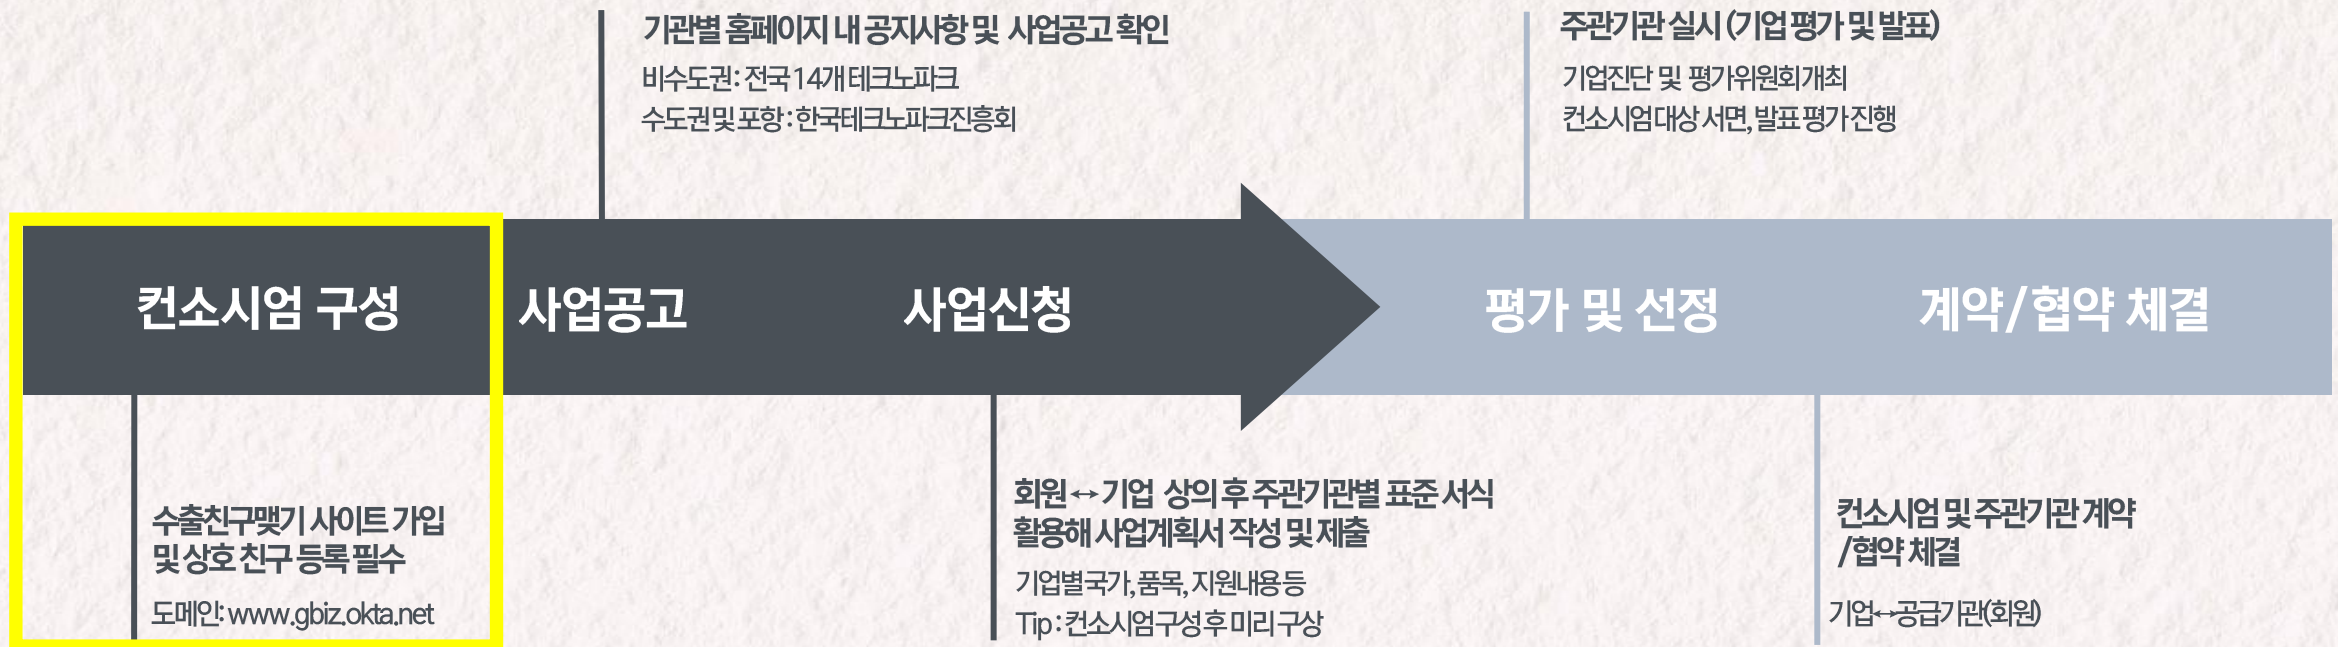 기관별 홈페이지 내 공지사항 및 사업공고 확인
비수도권 : 전국 14개 테크노파크
수도권 및 포항 : 한국테크노파크진흥회
주관기관 실시 (기업 평가 및 발표)
기업진단 및 평가위원회 개최
컨소시엄 대상 서면, 발표 평가 진행
컨소시엄 구성
사업공고
사업신청
평가 및 선정
계약/협약 체결
수출친구맺기 사이트 가입
및 상호 친구 등록 필수
도메인: www.gbiz.okta.net
회원 ↔ 기업 상의 후 주관기관별 표준 서식
활용해 사업계획서 작성 및 제출
기업별 국가, 품목, 지원내용 등
Tip : 컨소시엄 구성 후 미리 구상
컨소시엄 및 주관기관 계약
/협약 체결
기업↔공급기관(회원)